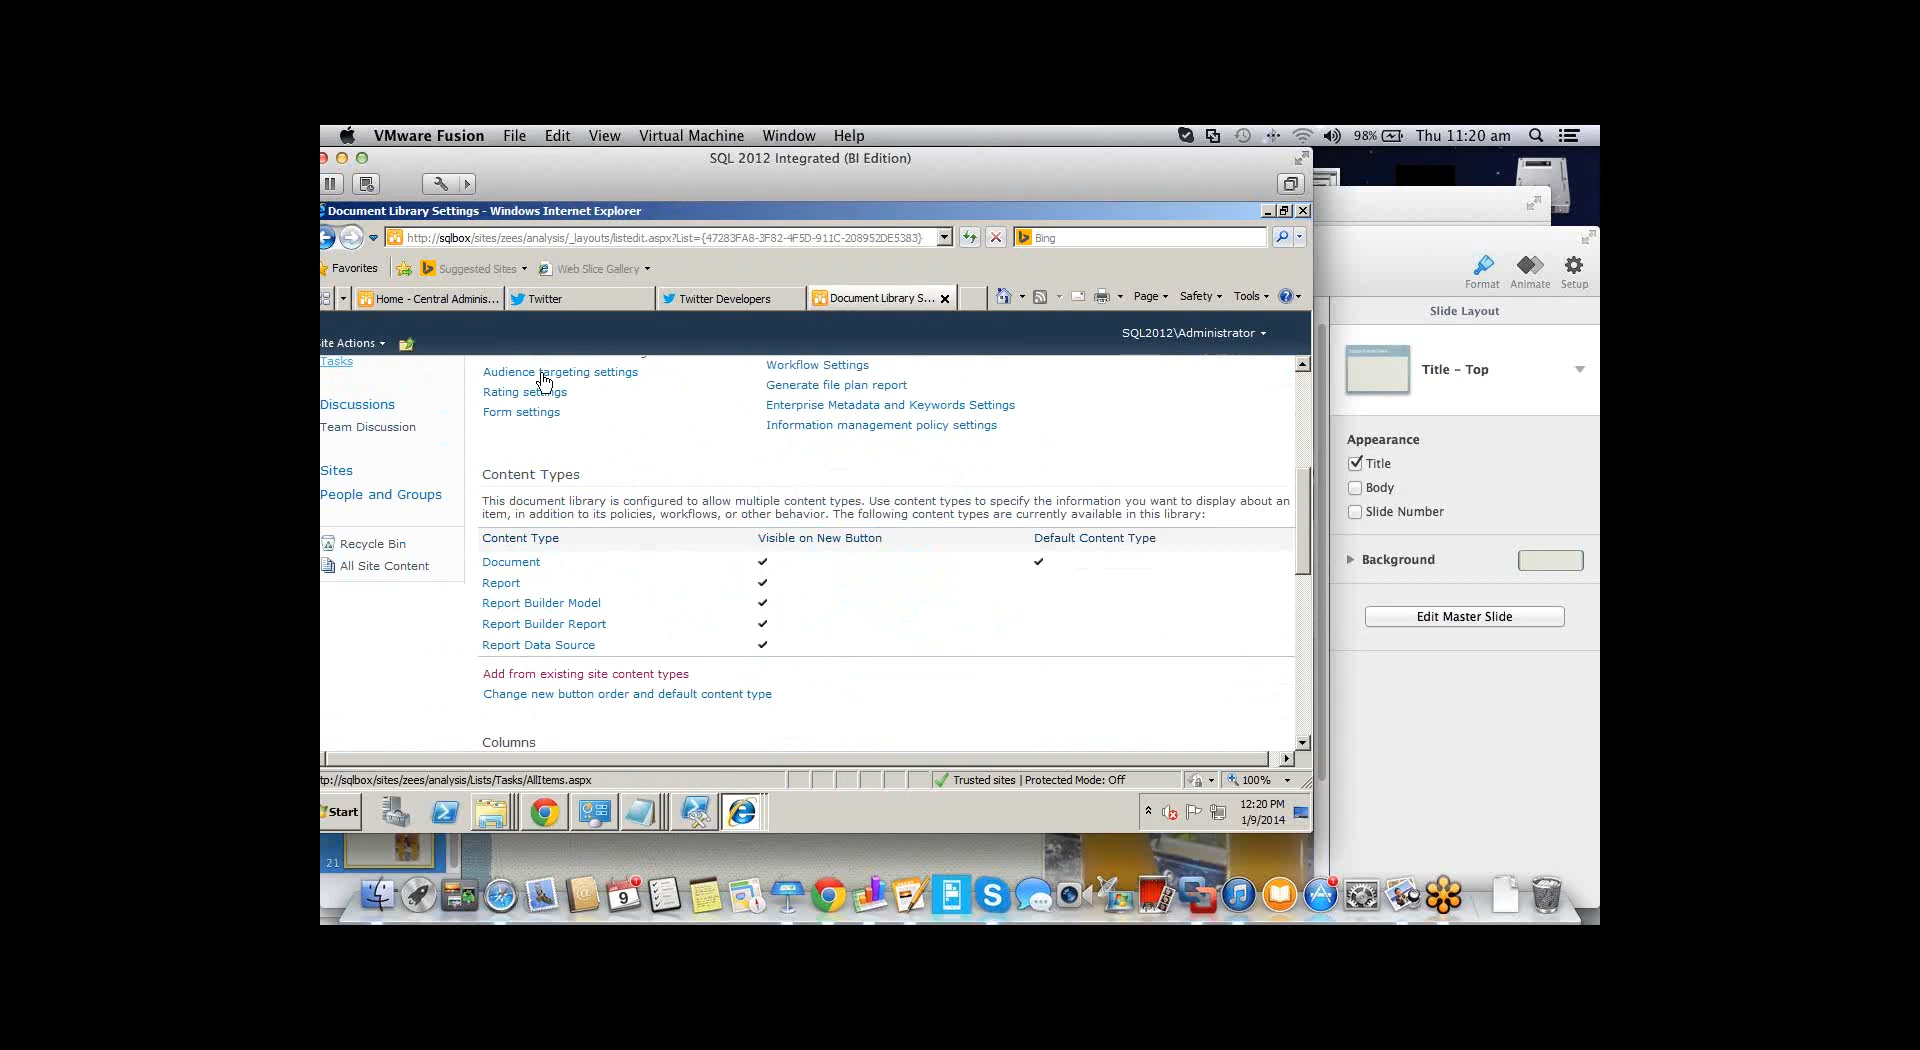 VMware Fusion File Edit View Virtual Machine Window Help 98% Thu 11:20 am
SQL 2012 Integrated (BI Edition)
Document Library Settings - Windows Internet Explorer
http://sqlbox/sites/zees/analysis/_layouts/listedit.aspx?List={47283FA8-3F82-4F5D-911C-208952DE5383} Bing
Favorites Suggested Sites Web Slice Gallery
Home - Central Adminis... Twitter Twitter Developers Document Library S... Page Safety Tools
ite Actions SQL2012\Administrator
Tasks
Discussions
Team Discussion
Sites
People and Groups
Recycle Bin
All Site Content
Audience targeting settings
Rating settings
Form settings
Workflow Settings
Generate file plan report
Enterprise Metadata and Keywords Settings
Information management policy settings
Content Types
This document library is configured to allow multiple content types. Use content types to specify the information you want to display about an
item, in addition to its policies, workflows, or other behavior. The following content types are currently available in this library:
Content Type Visible on New Button Default Content Type
Document
Report
Report Builder Model
Report Builder Report
Report Data Source
Add from existing site content types
Change new button order and default content type
Columns
tp://sqlbox/sites/zees/analysis/Lists/Tasks/AllItems.aspx Trusted sites | Protected Mode: Off 100%
Start 12:20 PM
1/9/2014
Format Animate Setup
Slide Layout
Title - Top
Appearance
Title
Body
Slide Number
Background
Edit Master Slide
21
9